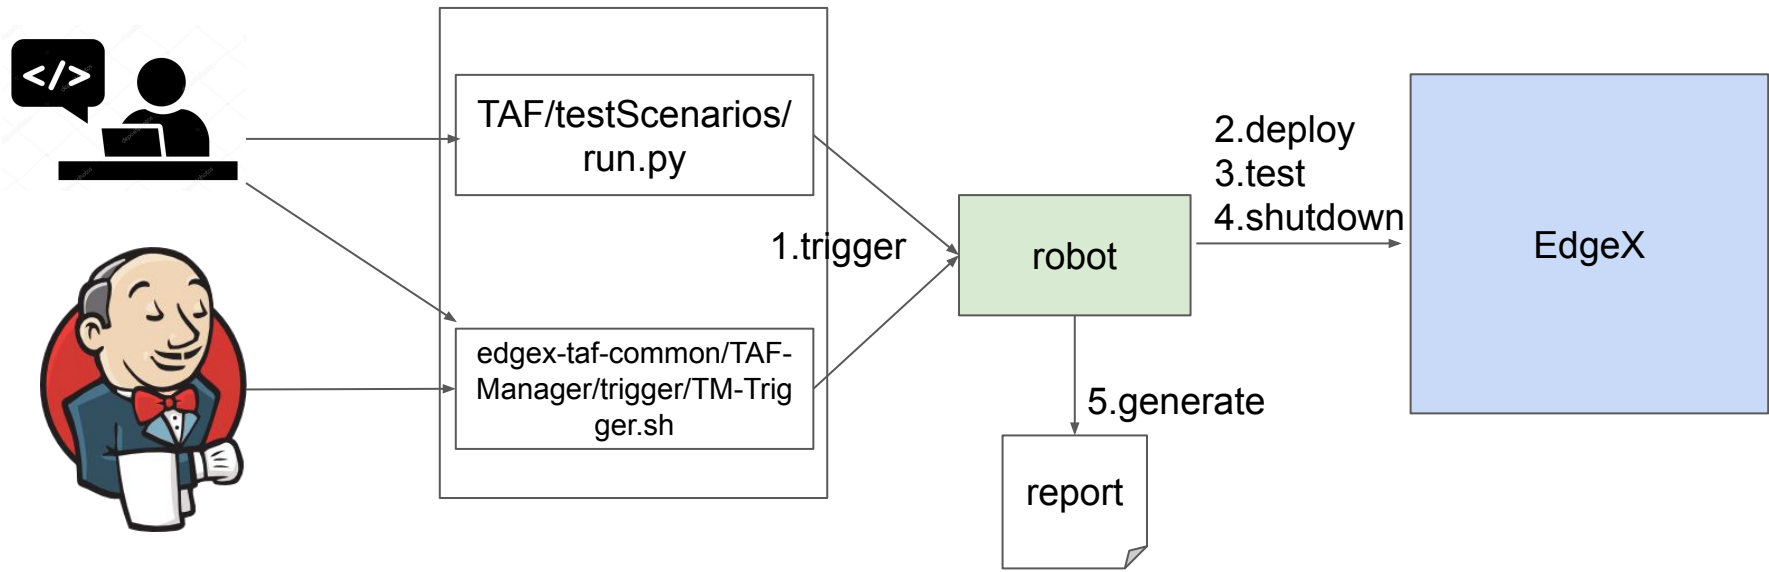 </>
TAF/testScenarios/
run.py
edgex-taf-common/TAF-
Manager/trigger/TM-Trig
ger.sh
1.trigger
robot
2.deploy
3.test
4.shutdown
EdgeX
5.generate
report